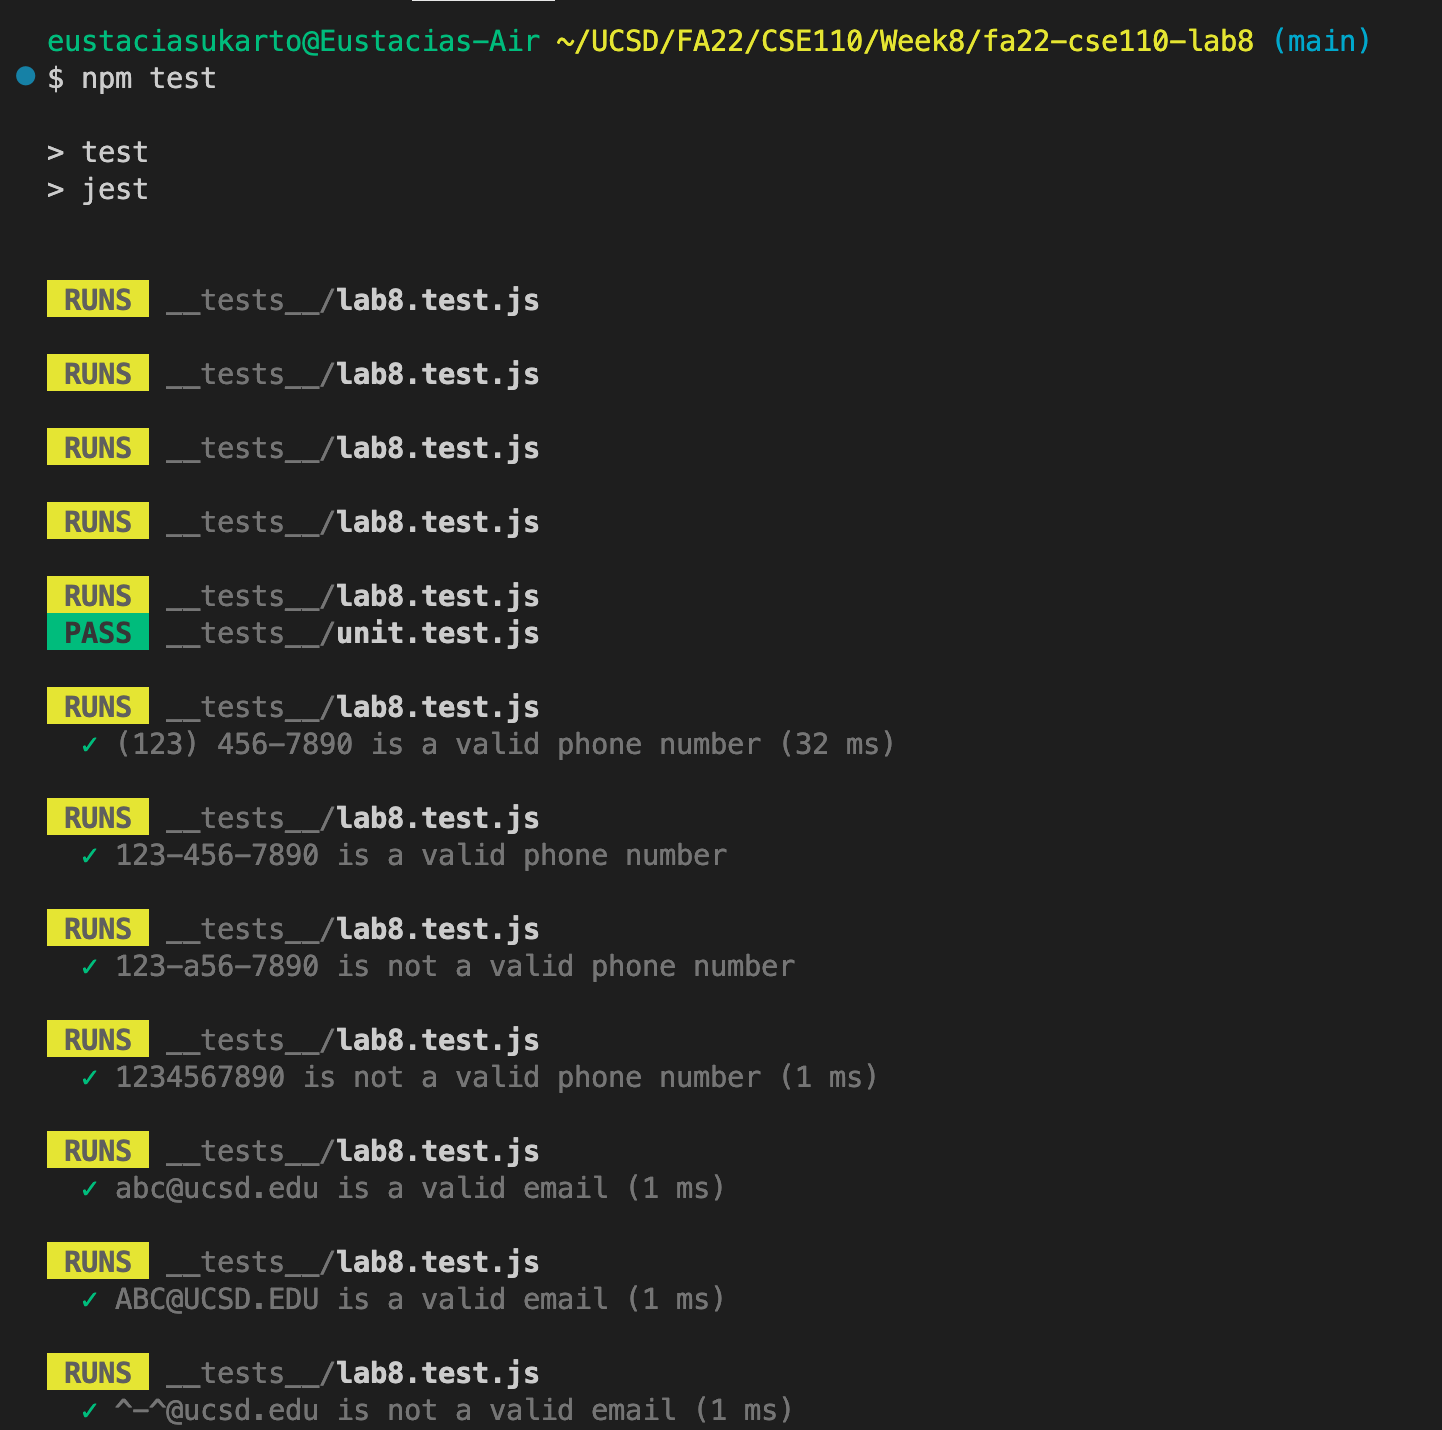 eustaciasukarto@Eustacias-Air ~/UCSD/FA22/CSE110/Week8/fa22-cse110-lab8 (main)
$ npm test
> test
> jest
RUNS __tests__/lab8.test.js
RUNS __tests__/lab8.test.js
RUNS __tests__/lab8.test.js
RUNS __tests__/lab8.test.js
RUNS __tests__/lab8.test.js
PASS __tests__/unit.test.js
RUNS __tests__/lab8.test.js
✓ (123) 456-7890 is a valid phone number (32 ms)
RUNS __tests__/lab8.test.js
✓ 123-456-7890 is a valid phone number
RUNS __tests__/lab8.test.js
✓ 123-a56-7890 is not a valid phone number
RUNS __tests__/lab8.test.js
✓ 1234567890 is not a valid phone number (1 ms)
RUNS __tests__/lab8.test.js
✓ abc@ucsd.edu is a valid email (1 ms)
RUNS __tests__/lab8.test.js
✓ ABC@UCSD.EDU is a valid email (1 ms)
RUNS __tests__/lab8.test.js
✓ ^-^@ucsd.edu is not a valid email (1 ms)